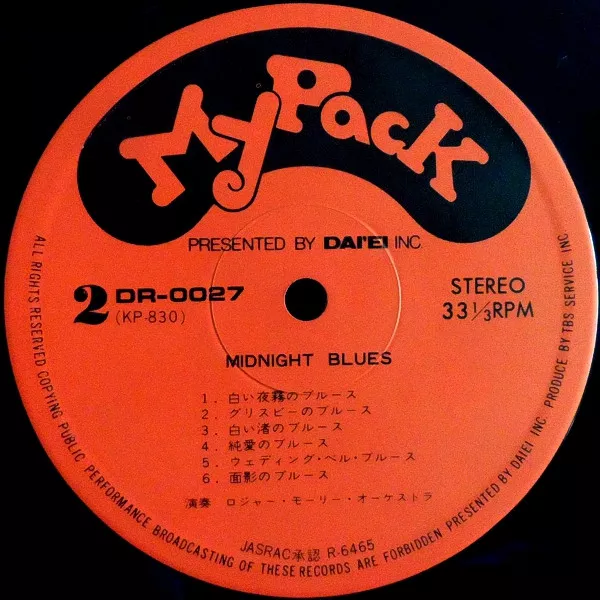 MyPack
PRESENTED BY DAI'EI INC.
2 DR-0027
(KP-830)
STEREO
33 1/3 RPM
MIDNIGHT BLUES
1. 白い夜霧のブルース
2. グリスビーのブルース
3. 白い渚のブルース
4. 純愛のブルース
5. ウェディング・ベル・ブルース
6. 面影のブルース
演奏 ロジャー・モーリー・オーケストラ
JASRAC承認 R-6465
ALL RIGHTS RESERVED COPYING PUBLIC PERFORMANCE BROADCASTING OF THESE RECORDS ARE FORBIDDEN PRESENTED BY DAIEI INC. PRODUCE BY TBS SERVICE INC